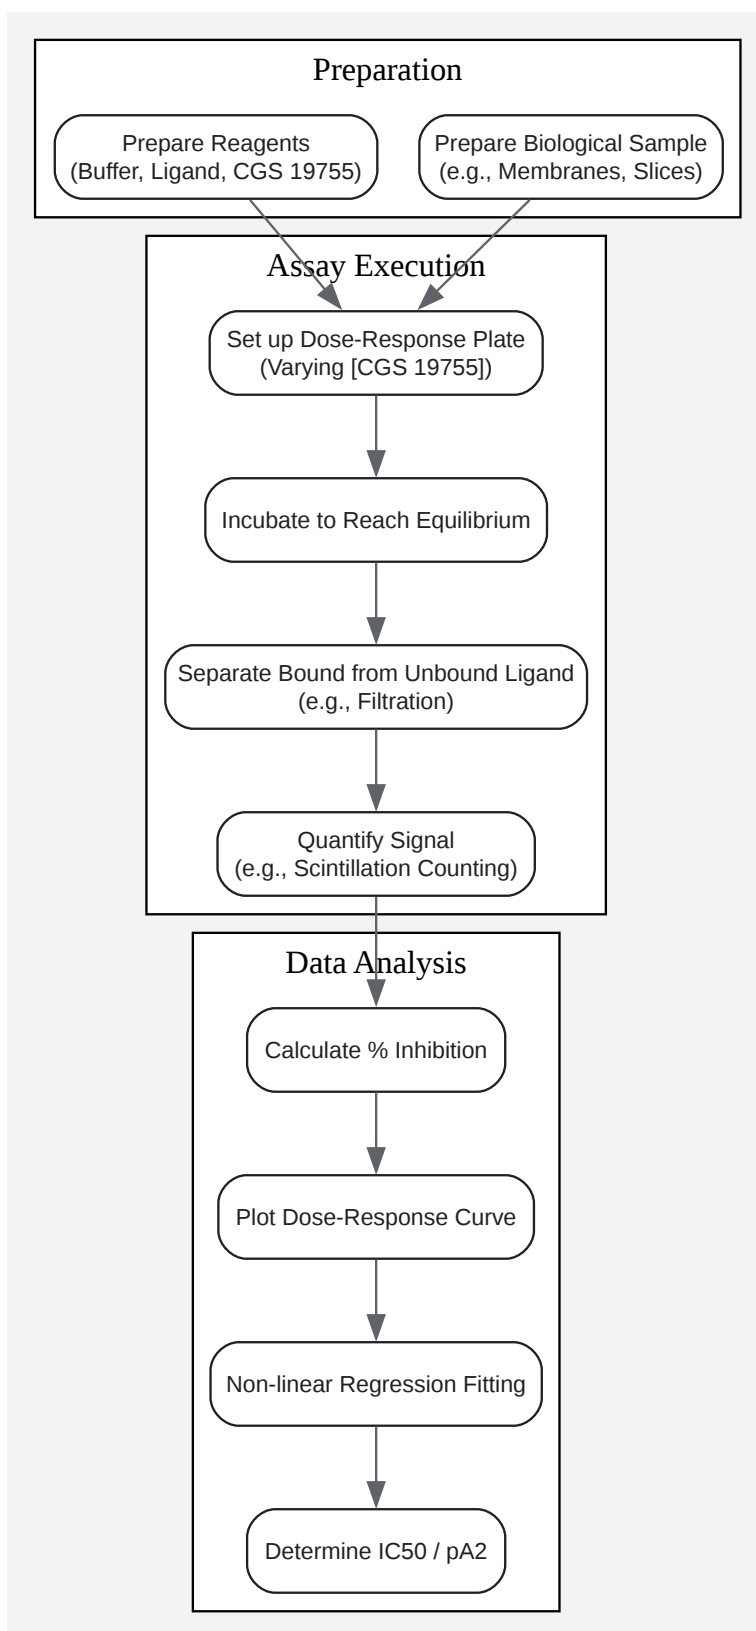 Preparation
Prepare Reagents
(Buffer, Ligand, CGS 19755)
Prepare Biological Sample
(e.g., Membranes, Slices)
Assay Execution
Set up Dose-Response Plate
(Varying [CGS 19755])
Incubate to Reach Equilibrium
Separate Bound from Unbound Ligand
(e.g., Filtration)
Quantify Signal
(e.g., Scintillation Counting)
Data Analysis
Calculate % Inhibition
Plot Dose-Response Curve
Non-linear Regression Fitting
Determine IC50 / pA2